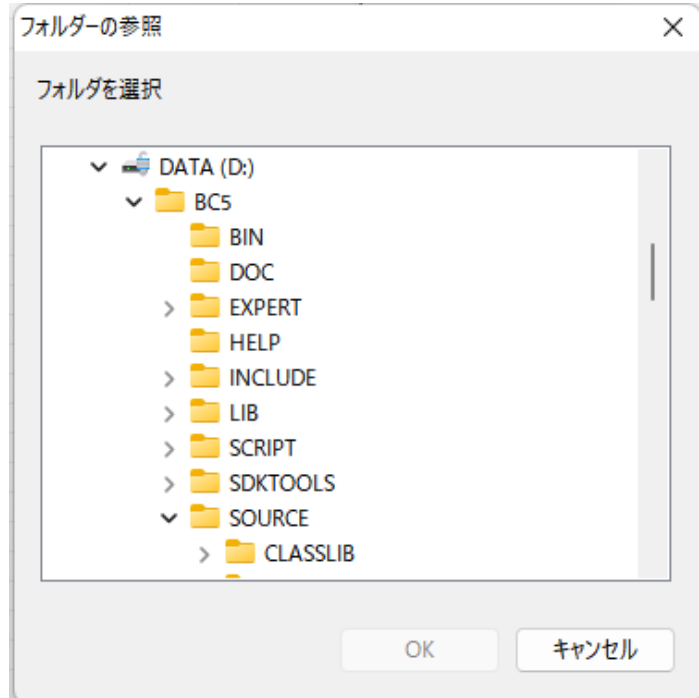 フォルダーの参照
フォルダを選択
DATA (D:)
BC5
BIN
DOC
EXPERT
HELP
INCLUDE
LIB
SCRIPT
SDKTOOLS
SOURCE
CLASSLIB
OK
キャンセル